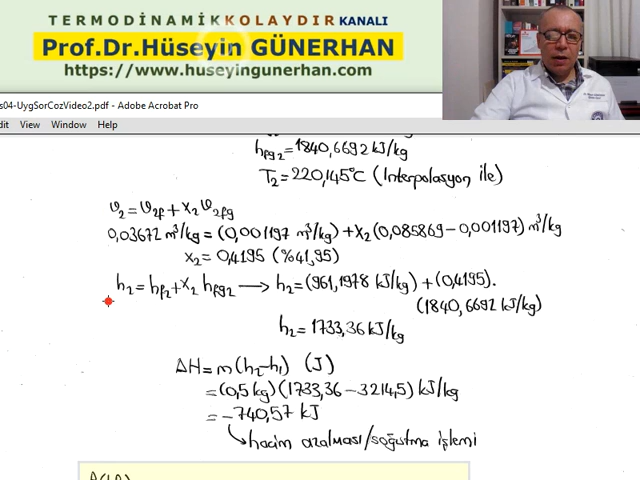 TERMODİNAMİKKOLAYDIR KANALI
Prof.Dr.Hüseyin GÜNERHAN
https://www.huseyingunerhan.com
s04-UygSorCozVideo2.pdf - Adobe Acrobat Pro
dit View Window Help
hfg2=1840,6692 kJ/kg
T2=220,145°C (İnterpolasyon ile)
υ2=υ2f+x2υ2fg
0,03672 m³/kg=(0,001197 m³/kg)+x2(0,085869-0,001197)m³/kg
x2=0,4195 (%41,95)
h2=hf2+x2 hfg2 → h2=(961,1978 kJ/kg)+(0,4195).
(1840,6692 kJ/kg)
h2=1733,36 kJ/kg
ΔH=m(h2-h1) (J)
=(0,5 kg)(1733,36-3214,5) kJ/kg
=-740,57 kJ
hacim azalması/soğutma işlemi